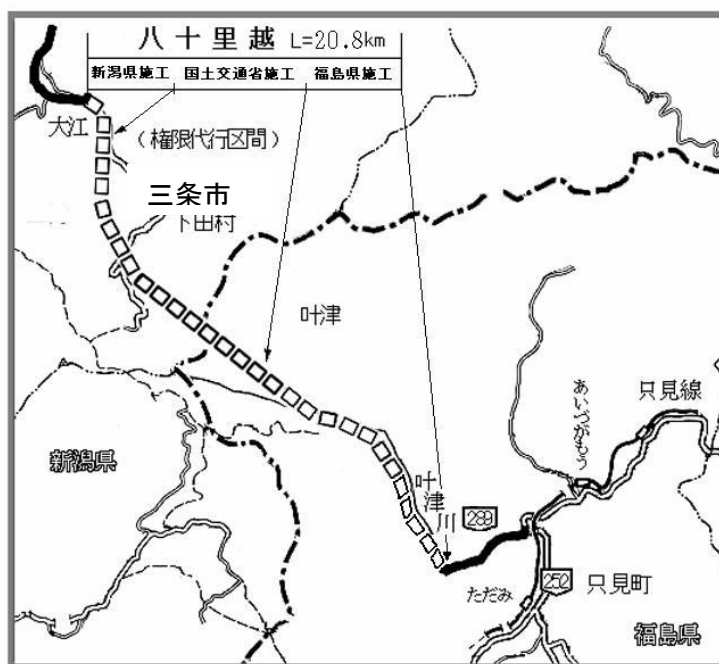 八十里越 L=20.8km
新潟県施工 国土交通省施工 福島県施工
大江
(権限代行区間)
三条市
下田村
叶津
あいづがもう
只見線
新潟県
叶津川
289
252
ただみ
只見町
福島県